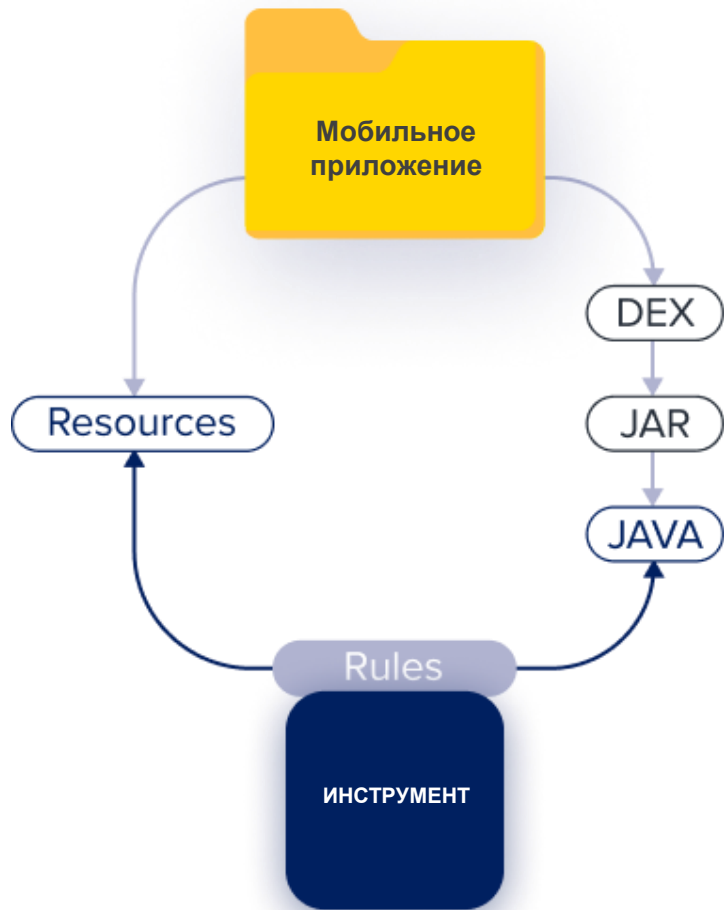 Мобильное
приложение
DEX
Resources
JAR
JAVA
Rules
ИНСТРУМЕНТ